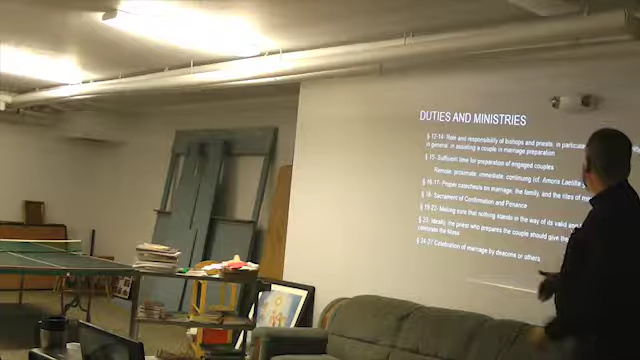 DUTIES AND MINISTRIES
§ 12-14: Role and responsibility of bishops and priests, in particular
in general, in assisting a couple in marriage preparation
§ 15- Sufficient time for preparation of engaged couples
Remote, proximate, immediate, continuing (cf. Amoris Laetitia
§ 16-17: Proper catechesis on marriage, the family, and the rites of
§ 18- Sacrament of Confirmation and Penance
§ 19-22- Making sure that nothing stands in the way of its valid and
§ 23: Ideally, the priest who prepares the couple should give the
celebrate the Mass
§ 24-27 Celebration of marriage by deacons or others